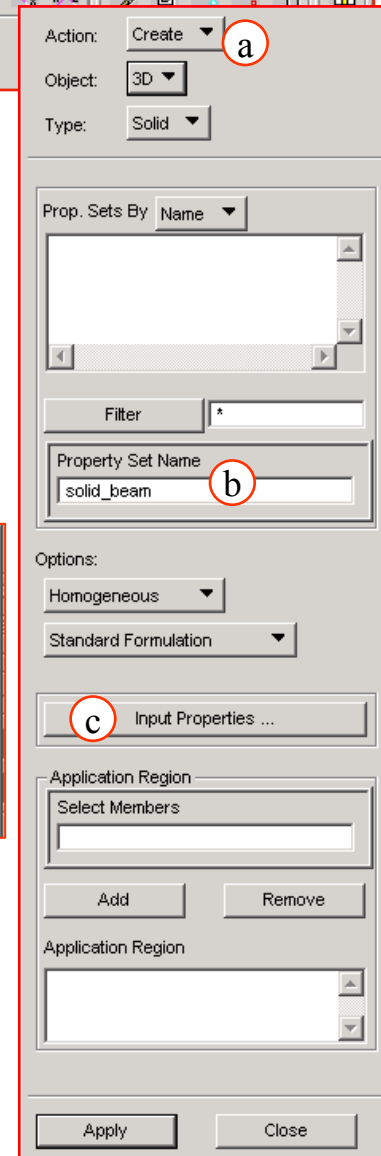 Action: Create a
Object: 3D
Type: Solid
Prop. Sets By Name
Filter *
Property Set Name
solid_beam b
Options:
Homogeneous
Standard Formulation
c Input Properties ...
Application Region
Select Members
Add Remove
Application Region
Apply Close